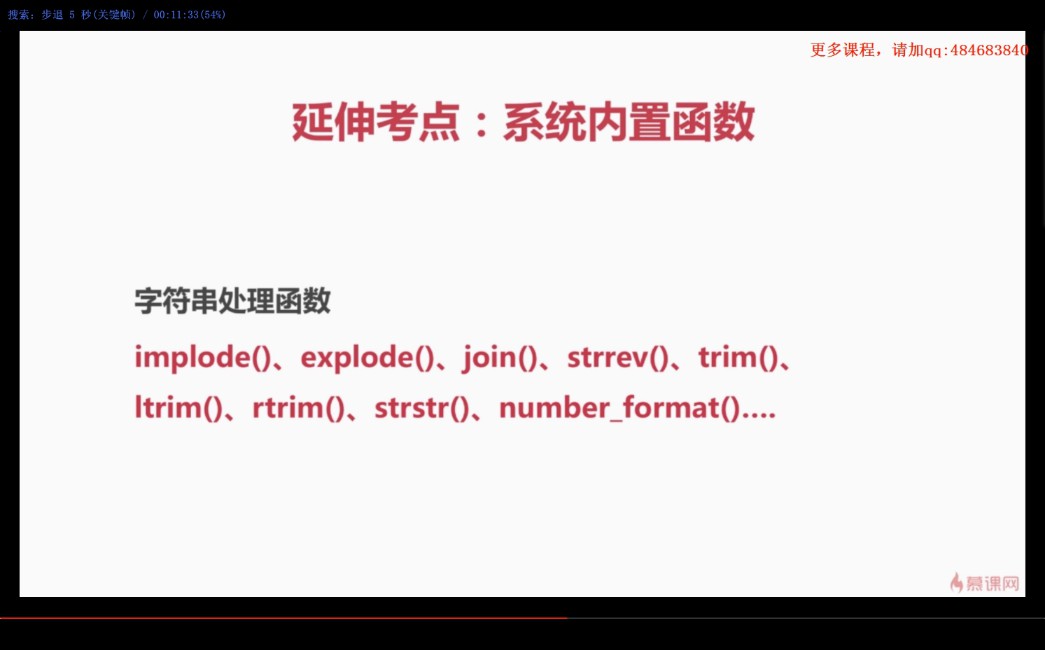 搜索: 步退 5 秒(关键帧) / 00:11:33(54%)
更多课程，请加qq:484683840
延伸考点：系统内置函数
字符串处理函数
implode()、explode()、join()、strrev()、trim()、
ltrim()、rtrim()、strstr()、number_format()....
慕课网